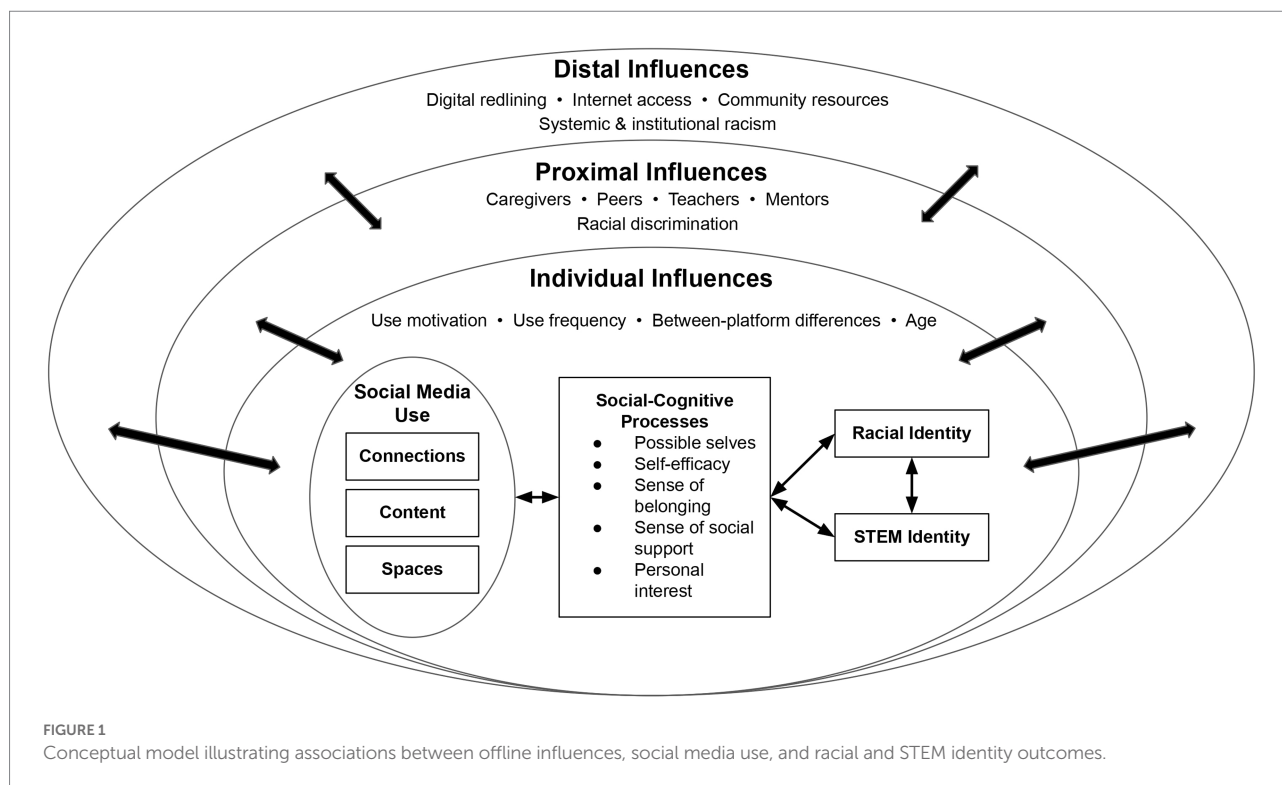 Distal Influences
Digital redlining • Internet access • Community resources
Systemic & institutional racism
Proximal Influences
Caregivers • Peers • Teachers • Mentors
Racial discrimination
Individual Influences
Use motivation • Use frequency • Between-platform differences • Age
Social Media
Use
Connections
Content
Spaces
Social-Cognitive
Processes
● Possible selves
● Self-efficacy
● Sense of
belonging
● Sense of social
support
● Personal
interest
Racial Identity
STEM Identity
FIGURE 1
Conceptual model illustrating associations between offline influences, social media use, and racial and STEM identity outcomes.